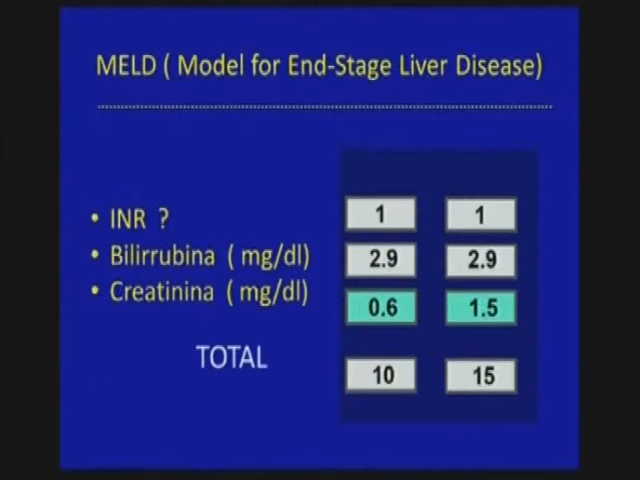 MELD ( Model for End-Stage Liver Disease)
• INR ? 1 1
• Bilirrubina ( mg/dl) 2.9 2.9
• Creatinina ( mg/dl) 0.6 1.5
TOTAL 10 15